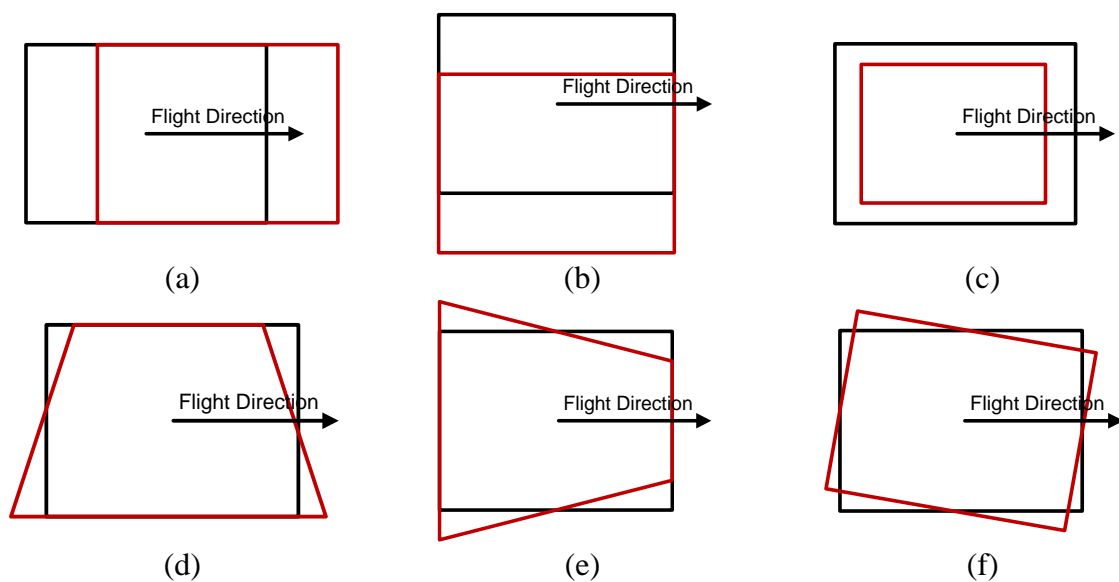 Flight Direction
Flight Direction
Flight Direction
(a)
(b)
(c)
Flight Direction
Flight Direction
Flight Direction
(d)
(e)
(f)